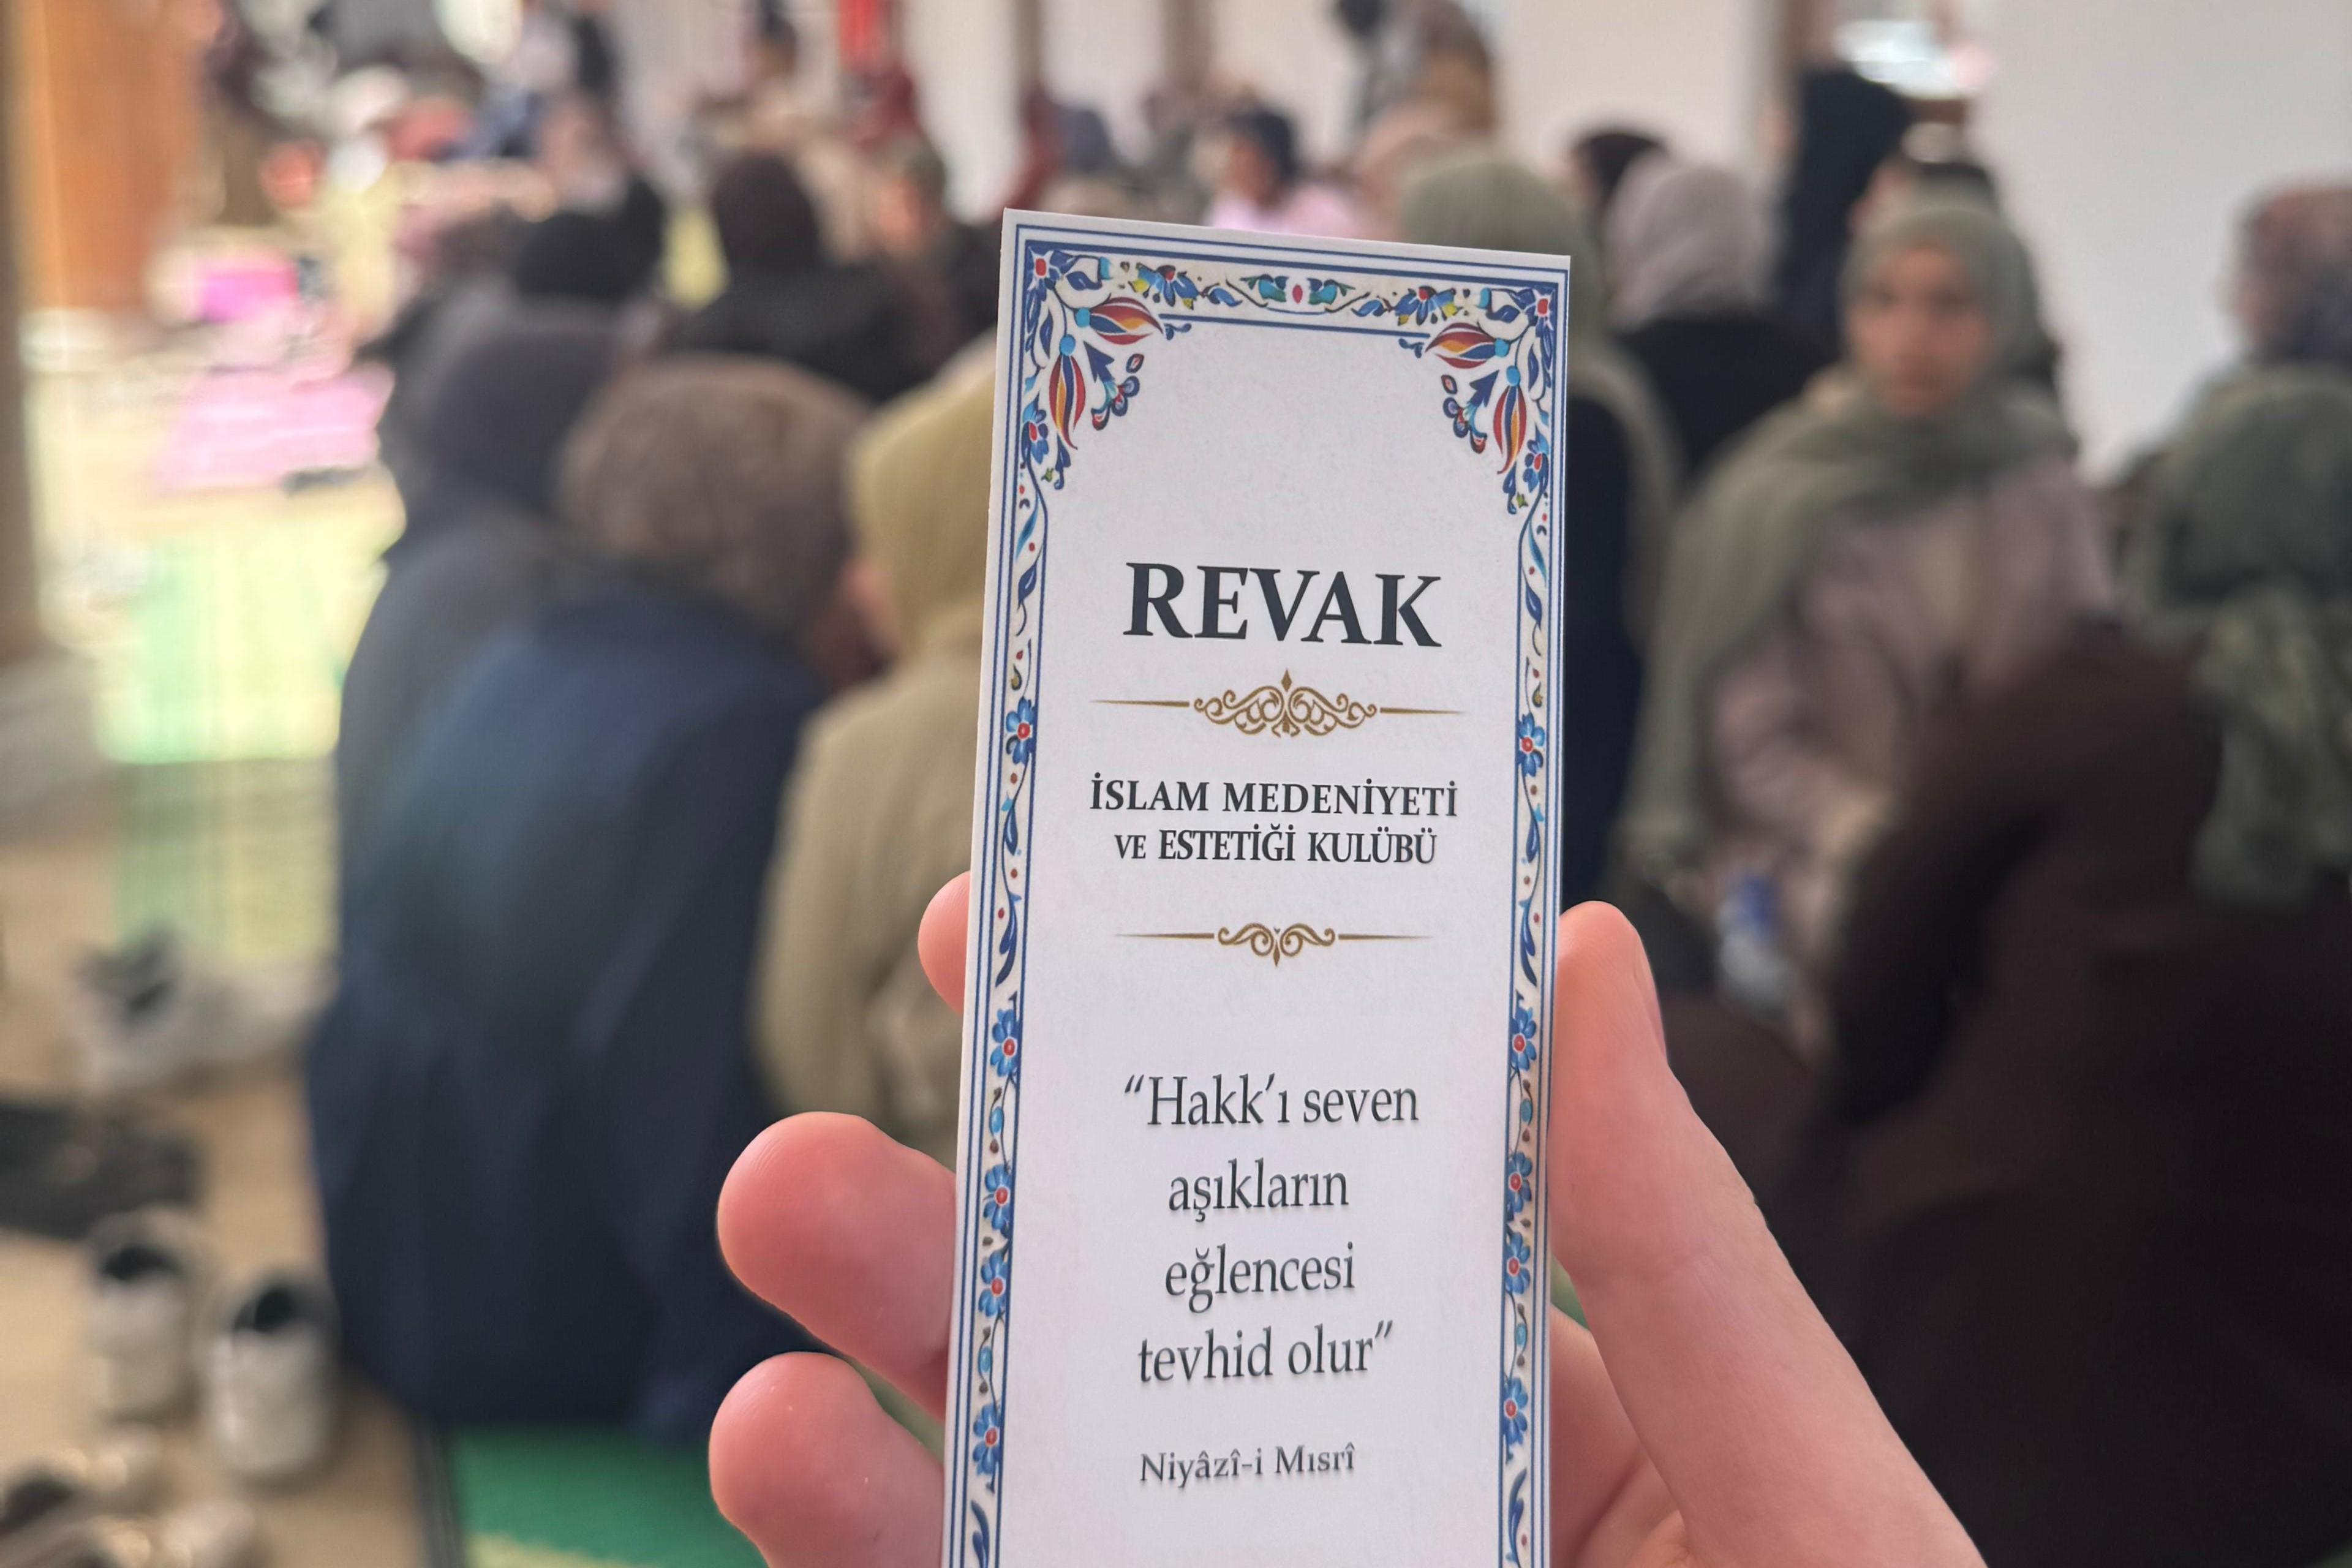 REVAK
İSLAM MEDENİYETİ
VE ESTETİĞİ KULÜBÜ
“Hakk’ı seven
aşıkların
eğlencesi
tevhid olur”
Niyâzî-i Mısrî